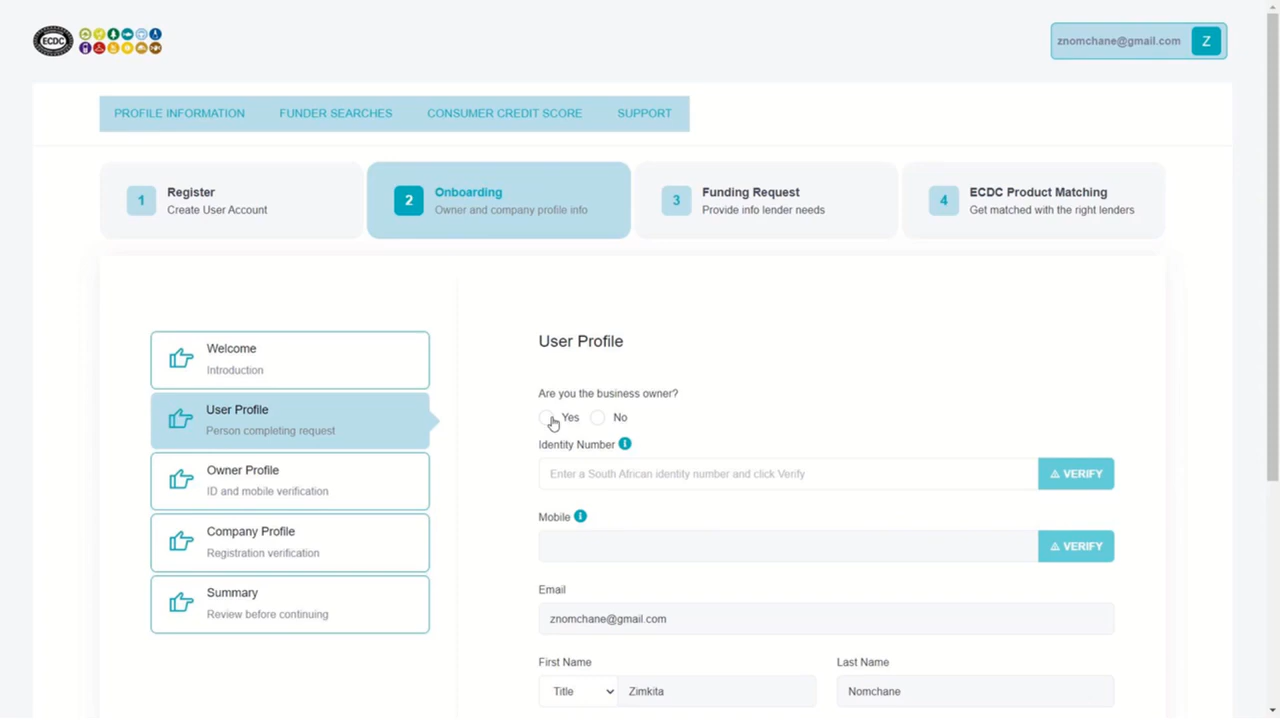 ECDC
znomchane@gmail.com Z
PROFILE INFORMATION FUNDER SEARCHES CONSUMER CREDIT SCORE SUPPORT
1 Register
Create User Account
2 Onboarding
Owner and company profile info
3 Funding Request
Provide info lender needs
4 ECDC Product Matching
Get matched with the right lenders
Welcome
Introduction
User Profile
Person completing request
Owner Profile
ID and mobile verification
Company Profile
Registration verification
Summary
Review before continuing
User Profile
Are you the business owner?
Yes No
Identity Number
Enter a South African identity number and click Verify VERIFY
Mobile
VERIFY
Email
znomchane@gmail.com
First Name Last Name
Title Zimkita Nomchane